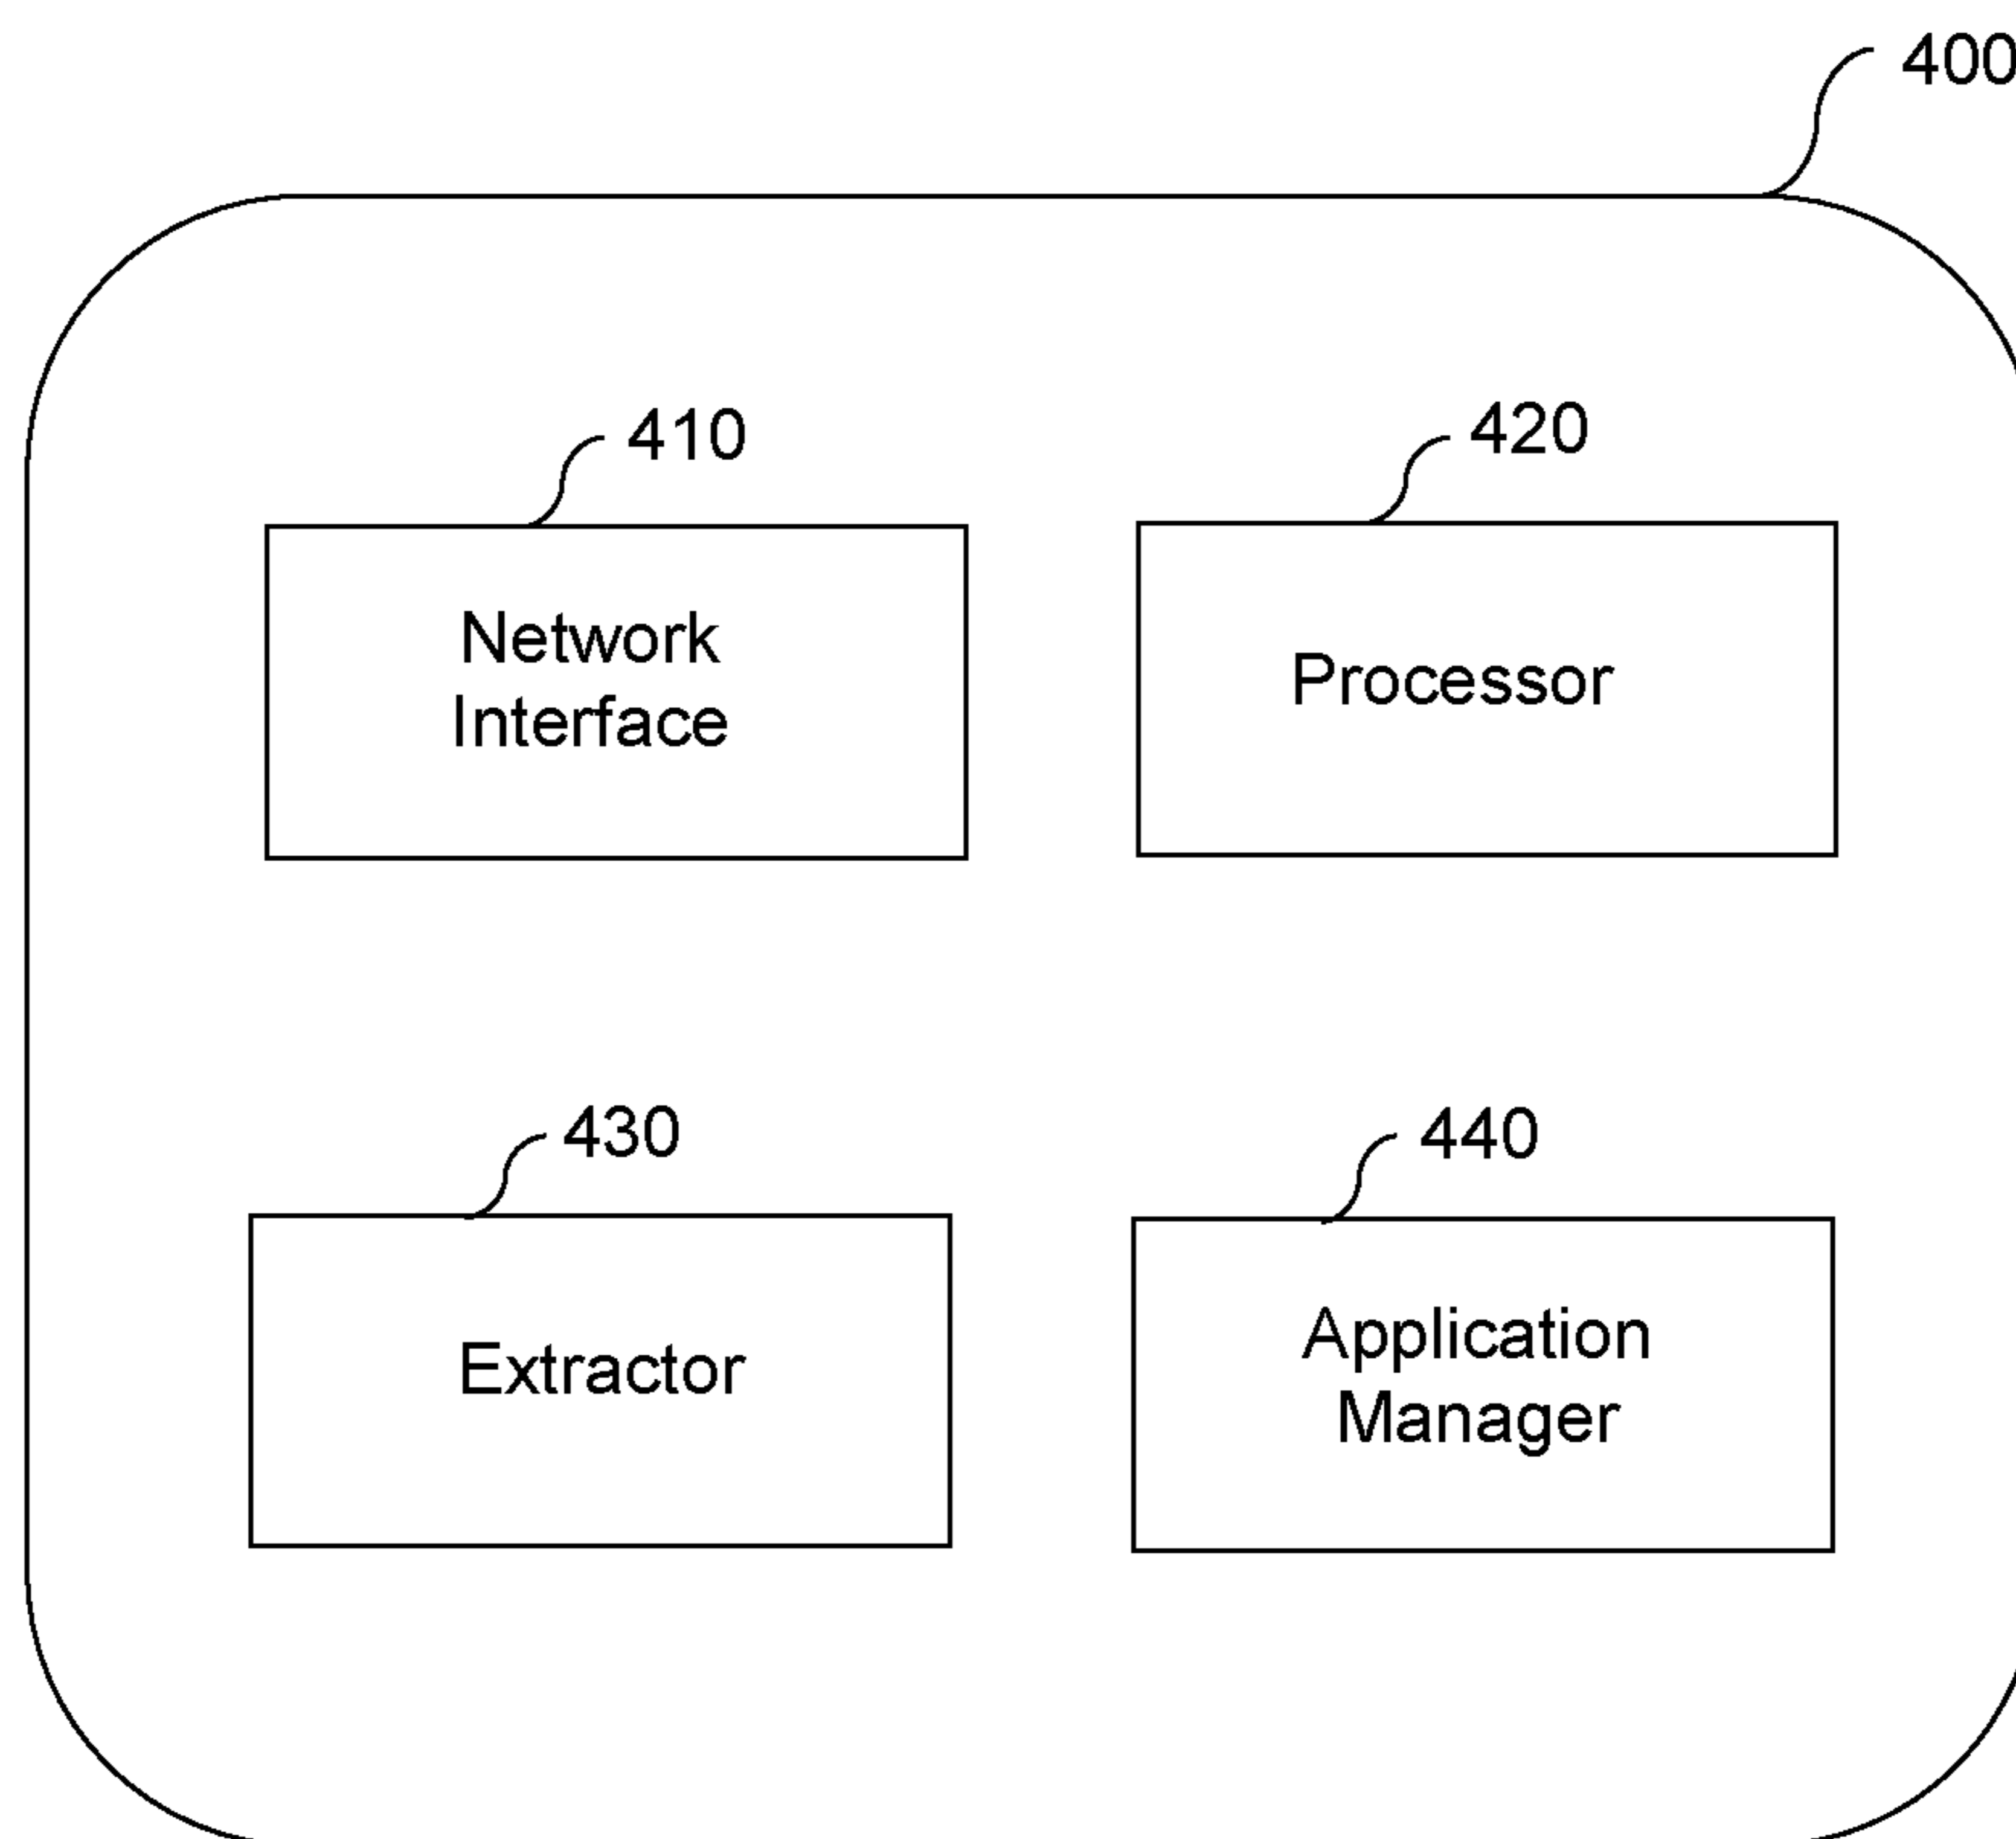 400
410
420
Network
Interface
Processor
430
440
Extractor
Application
Manager